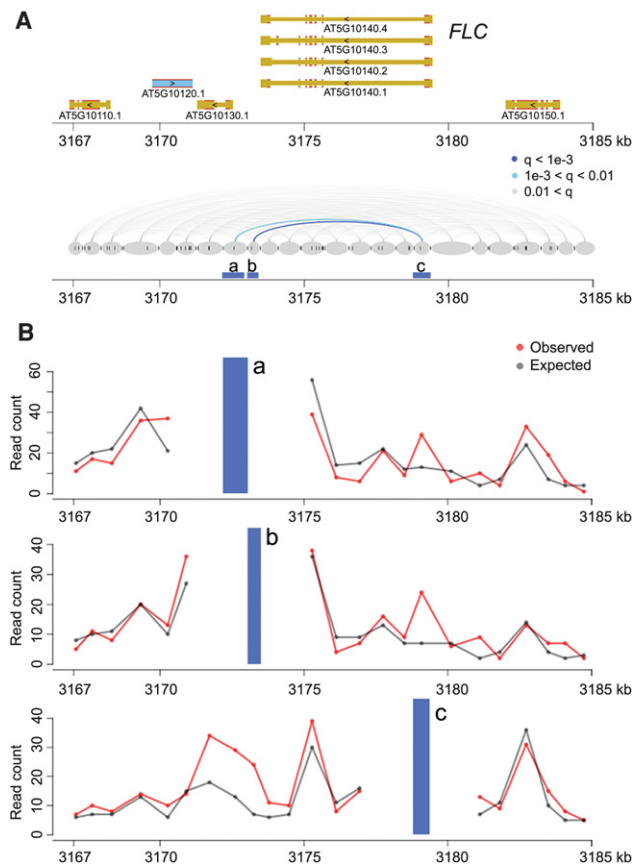 A
AT5G10140.4
FLC
AT5G10140.3
AT5G10140.2
AT5G10120.1
AT5G10140.1
AT5G10110.1
AT5G10130.1
AT5G10150.1
3167 3170 3175 3180 3185 kb
q < 1e-3
1e-3 < q < 0.01
0.01 < q
a b c
3167 3170 3175 3180 3185 kb
B
Observed
Expected
a
Read count
0 20 40 60
3167 3170 3175 3180 3185 kb
b
Read count
0 10 20 30 40
3167 3170 3175 3180 3185 kb
c
Read count
0 10 20 30 40
3167 3170 3175 3180 3185 kb